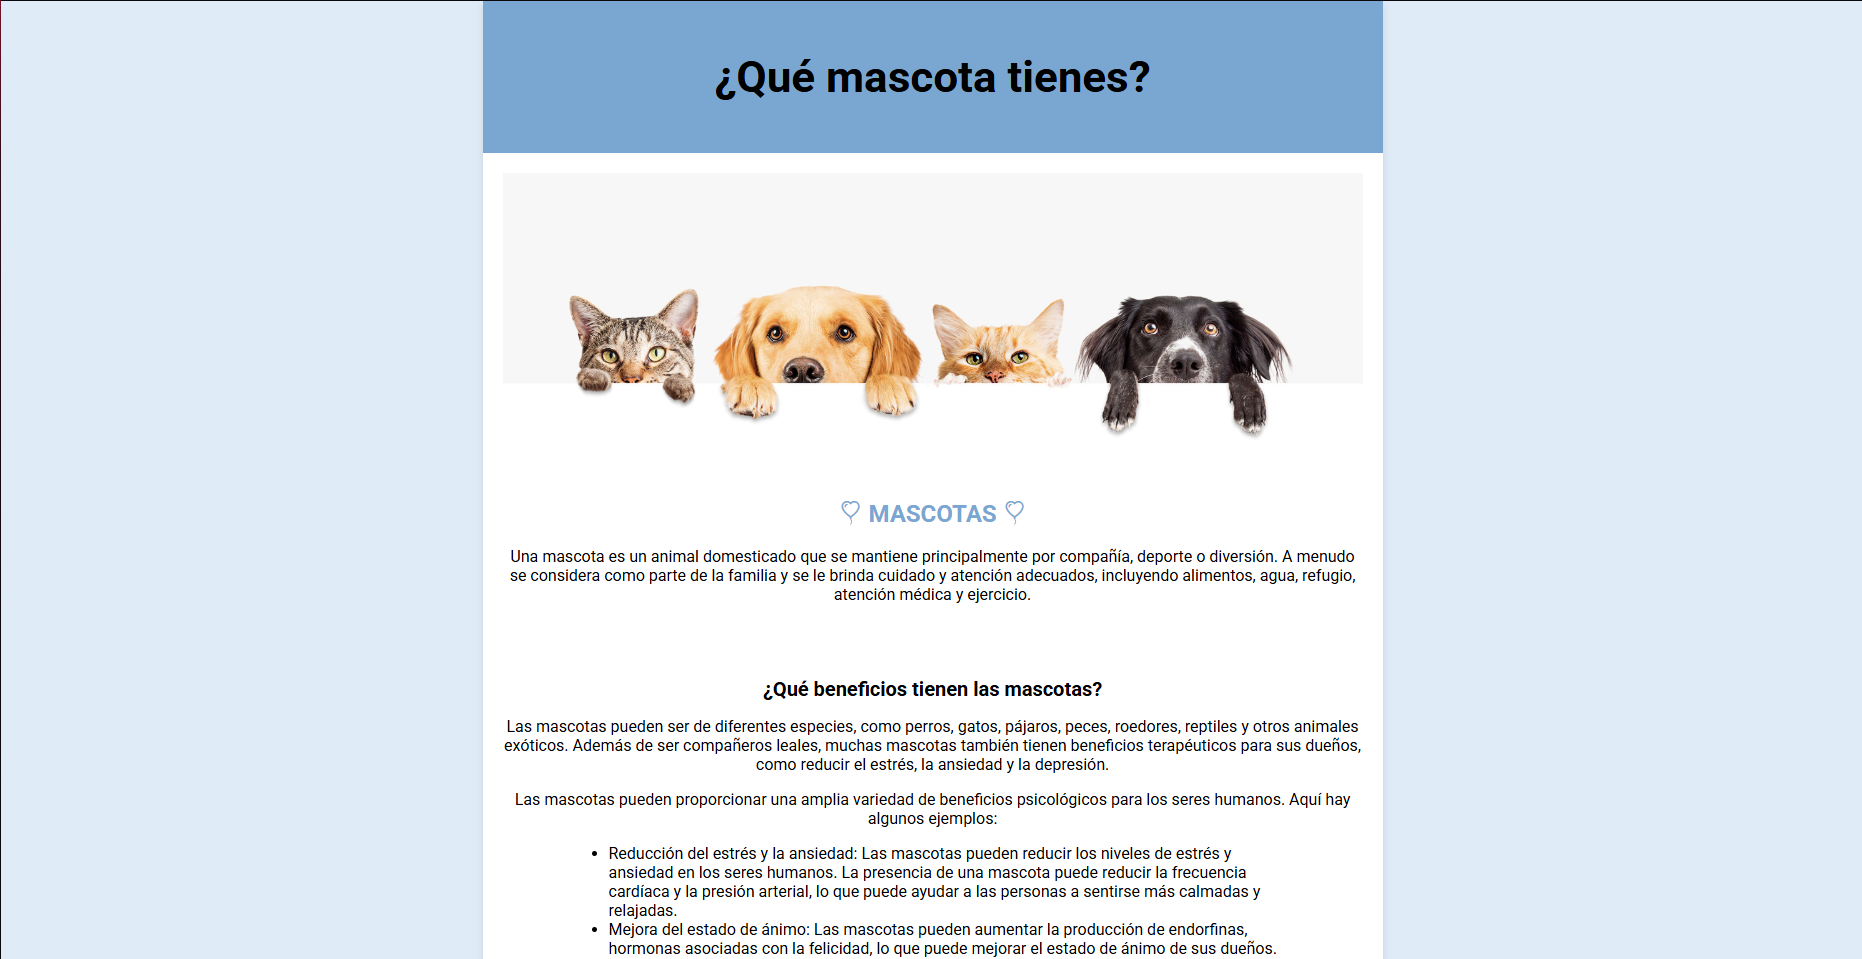 ¿Qué mascota tienes?
MASCOTAS
Una mascota es un animal domesticado que se mantiene principalmente por compañía, deporte o diversión. A menudo
se considera como parte de la familia y se le brinda cuidado y atención adecuados, incluyendo alimentos, agua, refugio,
atención médica y ejercicio.
¿Qué beneficios tienen las mascotas?
Las mascotas pueden ser de diferentes especies, como perros, gatos, pájaros, peces, roedores, reptiles y otros animales
exóticos. Además de ser compañeros leales, muchas mascotas también tienen beneficios terapéuticos para sus dueños,
como reducir el estrés, la ansiedad y la depresión.
Las mascotas pueden proporcionar una amplia variedad de beneficios psicológicos para los seres humanos. Aquí hay
algunos ejemplos:
• Reducción del estrés y la ansiedad: Las mascotas pueden reducir los niveles de estrés y
ansiedad en los seres humanos. La presencia de una mascota puede reducir la frecuencia
cardíaca y la presión arterial, lo que puede ayudar a las personas a sentirse más calmadas y
relajadas.
• Mejora del estado de ánimo: Las mascotas pueden aumentar la producción de endorfinas,
hormonas asociadas con la felicidad, lo que puede mejorar el estado de ánimo de sus dueños.